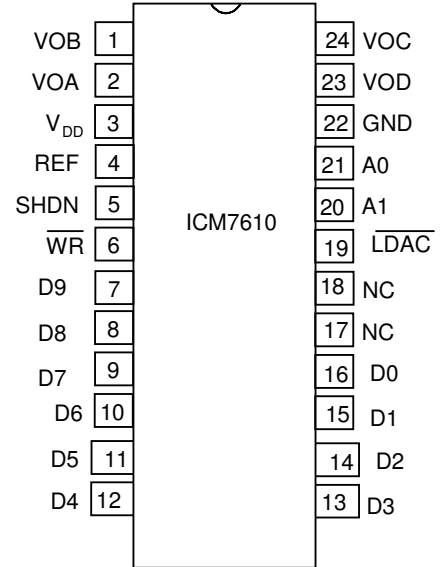 VOB 1 24 VOC
VOA 2 23 VOD
VDD 3 22 GND
REF 4 21 A0
SHDN 5 20 A1
ICM7610
WR 6 19 LDAC
D9 7 18 NC
D8 8 17 NC
D7 9 16 D0
D6 10 15 D1
D5 11 14 D2
D4 12 13 D3